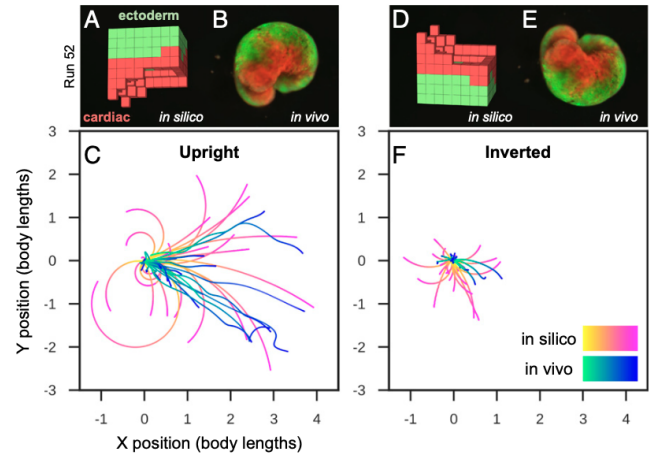 A
ectoderm
B
D
E
Run 52
cardiac
in silico
in vivo
in silico
in vivo
C
Upright
F
Inverted
3
2
1
0
-1
-2
-3
3
2
1
0
-1
-2
-3
Y position (body lengths)
in silico
in vivo
-1 0 1 2 3 4
-1 0 1 2 3 4
X position (body lengths)